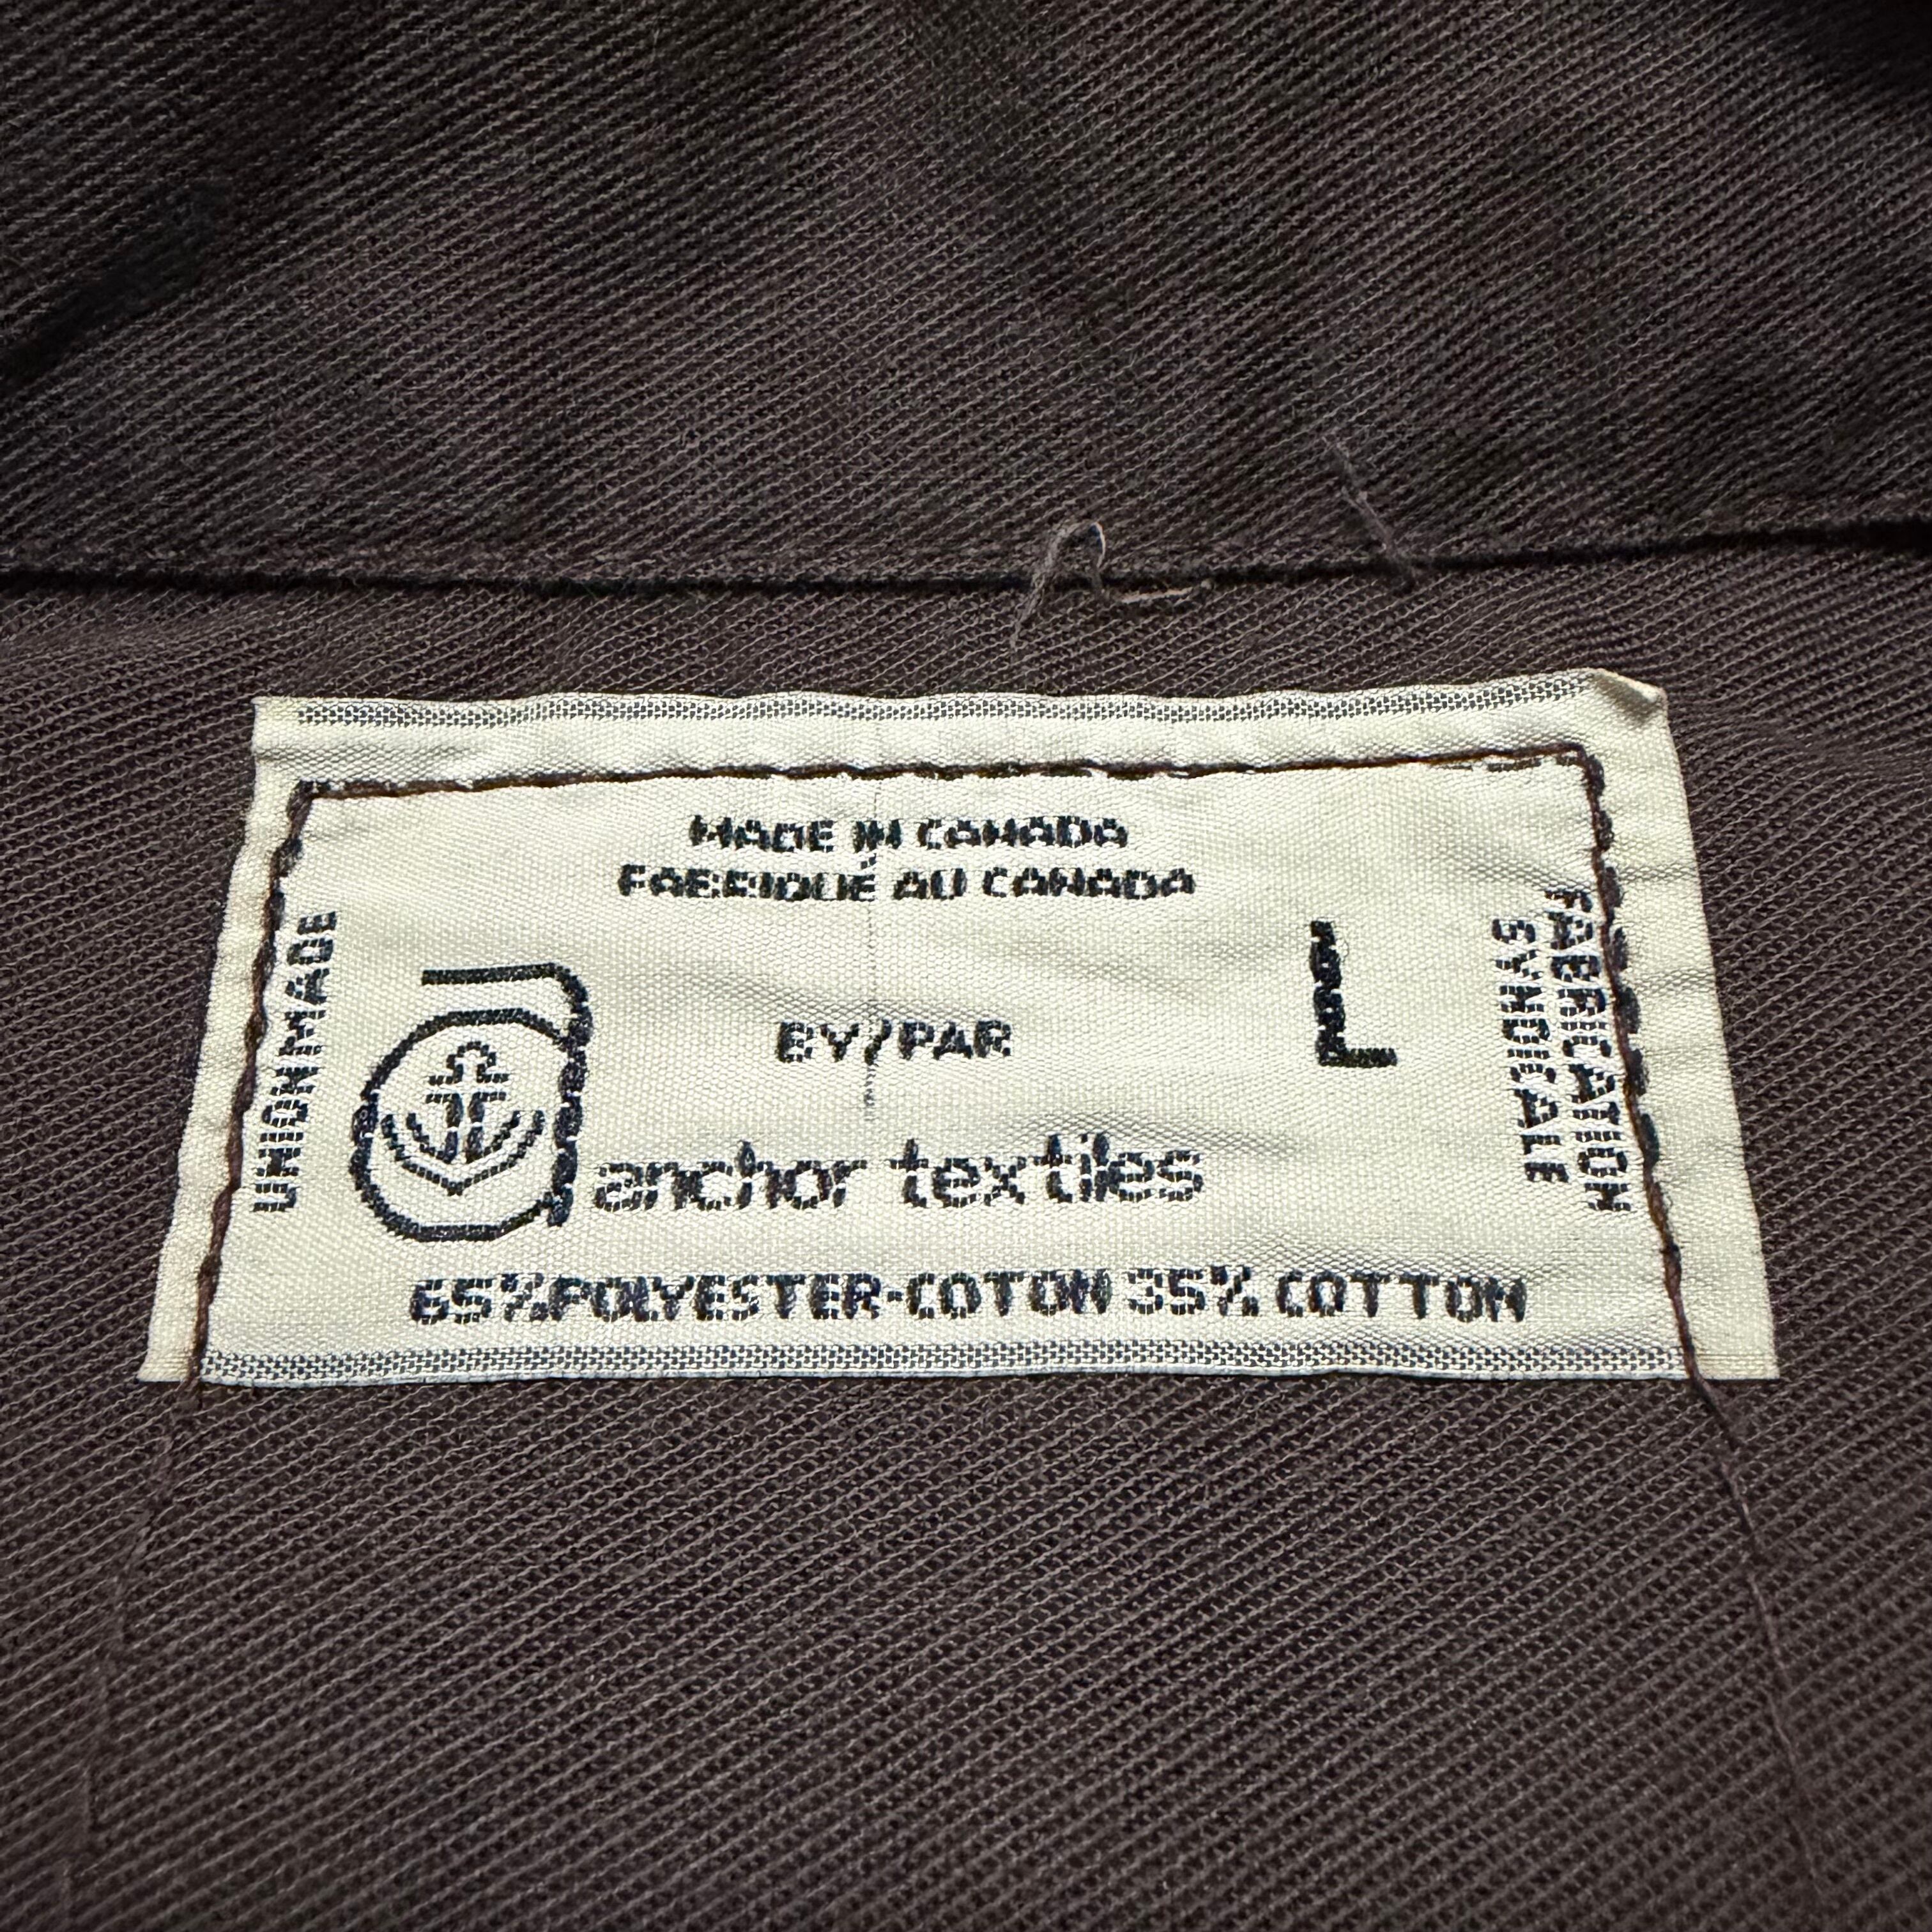 MADE IN CANADA
FABRIQUÉ AU CANADA
UNION MADE
BY/PAR
L
FABRICATION
SYNDICALE
anchor textiles
65% POLYESTER-COTON 35% COTTON